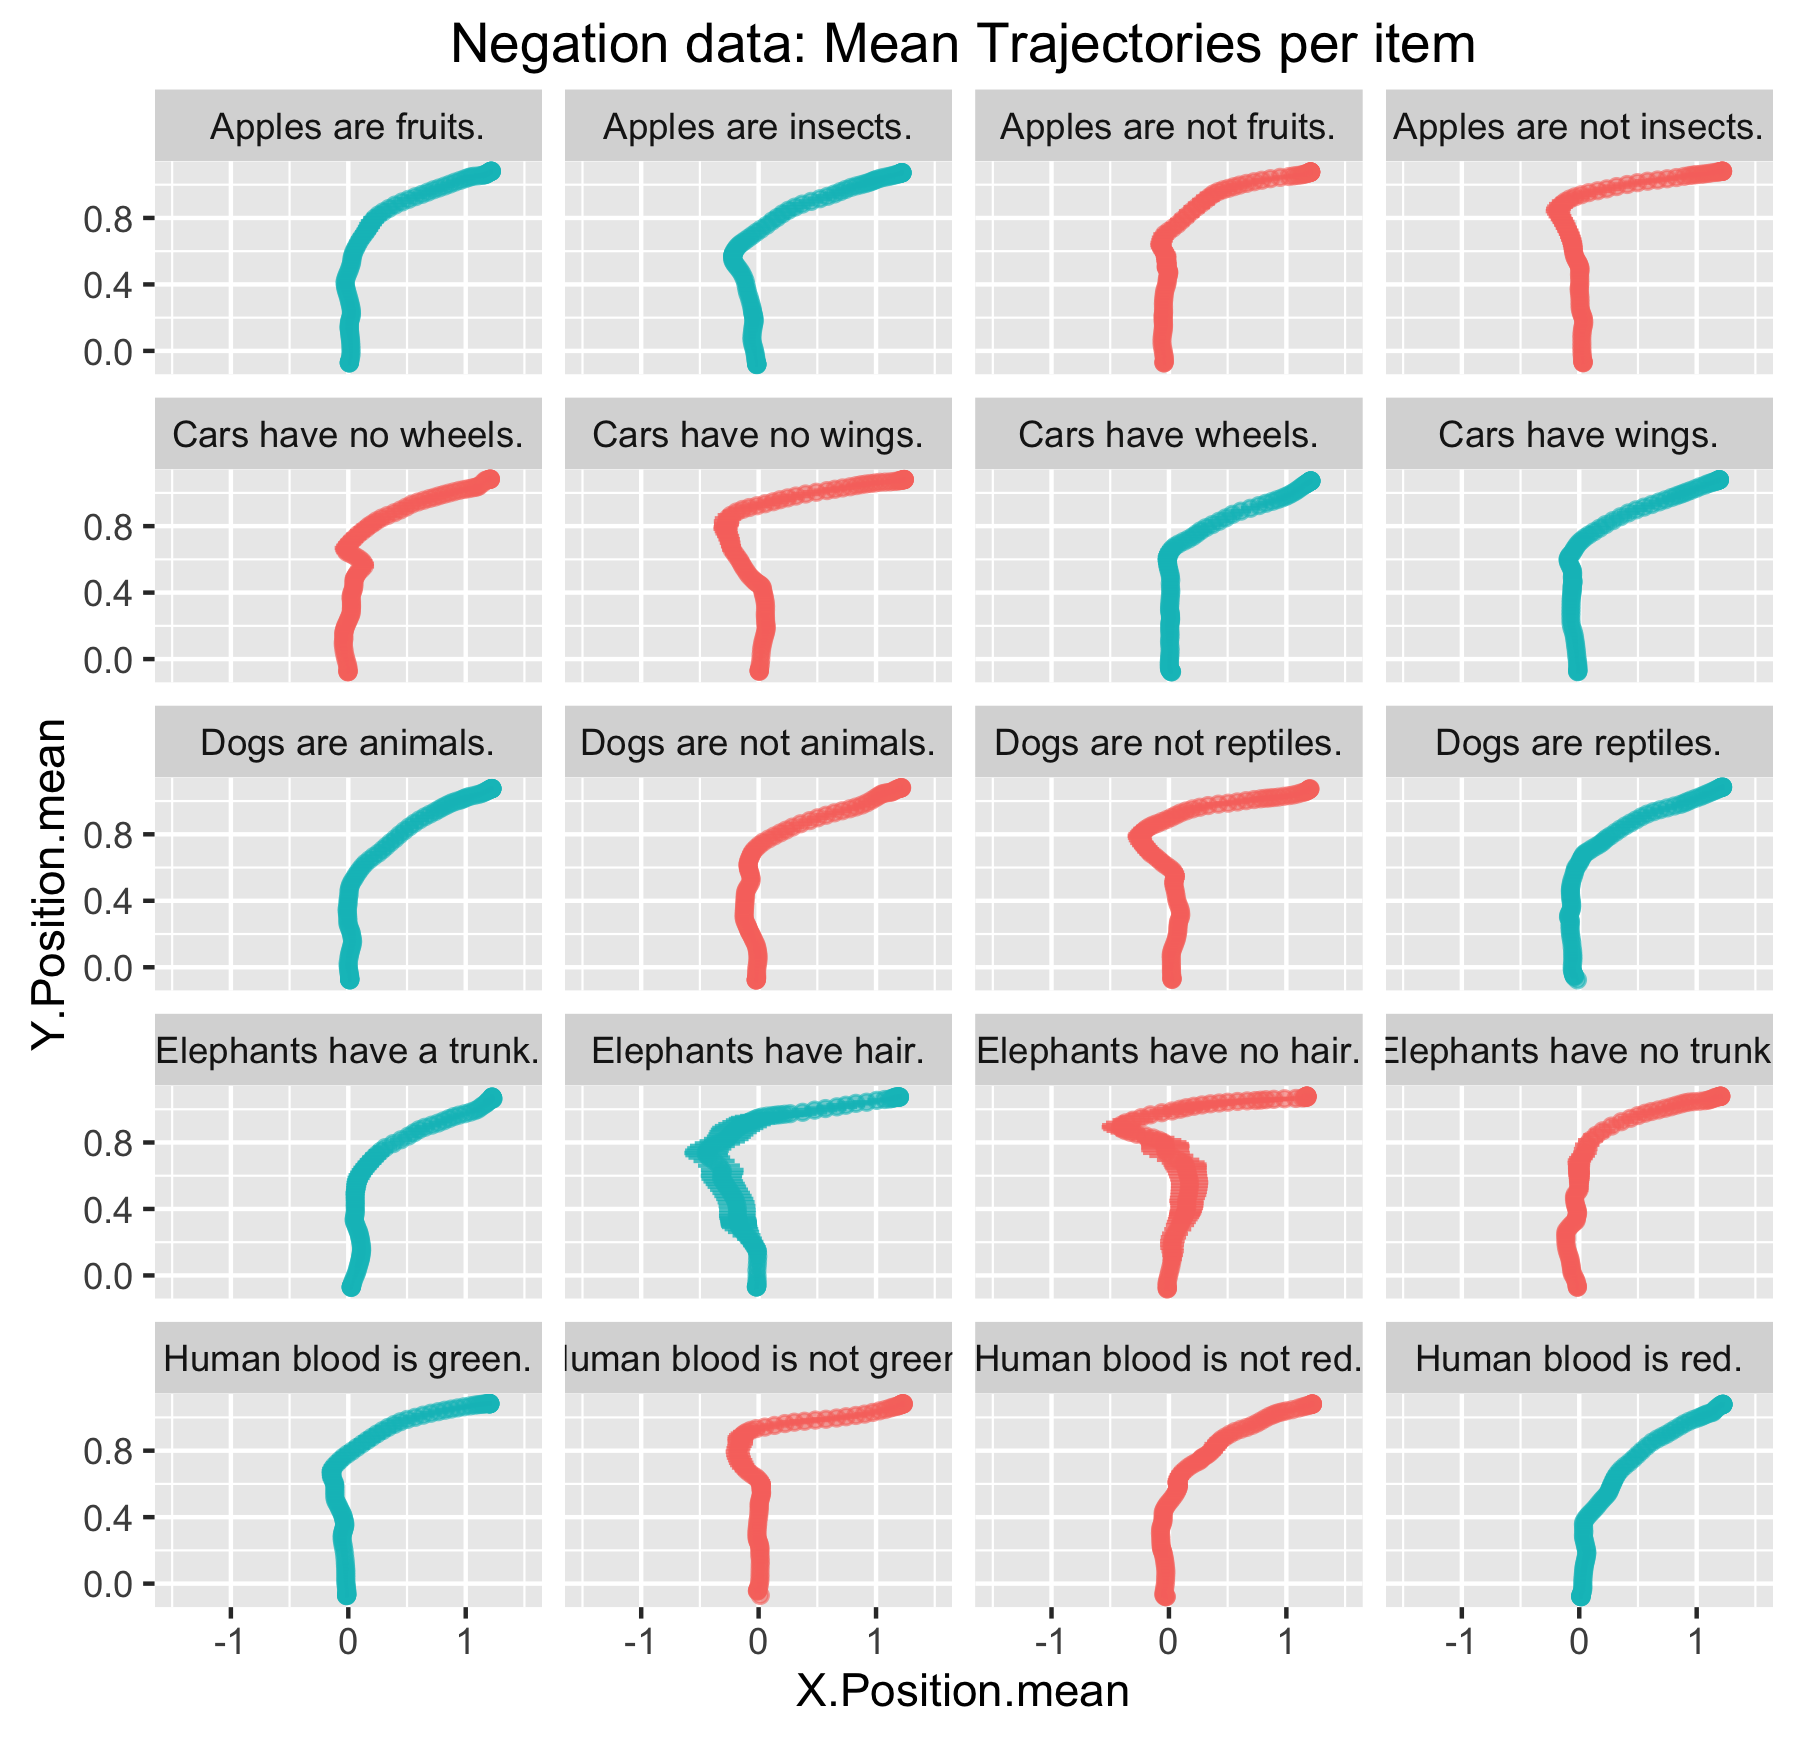 Negation data: Mean Trajectories per item
Apples are fruits. Apples are insects. Apples are not fruits. Apples are not insects.
0.8
0.4
0.0
Cars have no wheels. Cars have no wings. Cars have wheels. Cars have wings.
0.8
0.4
0.0
Dogs are animals. Dogs are not animals. Dogs are not reptiles. Dogs are reptiles.
0.8
0.4
0.0
Elephants have a trunk. Elephants have hair. Elephants have no hair. Elephants have no trunk
0.8
0.4
0.0
Human blood is green. Human blood is not green Human blood is not red. Human blood is red.
0.8
0.4
0.0
-1 0 1 -1 0 1 -1 0 1 -1 0 1
X.Position.mean
Y.Position.mean